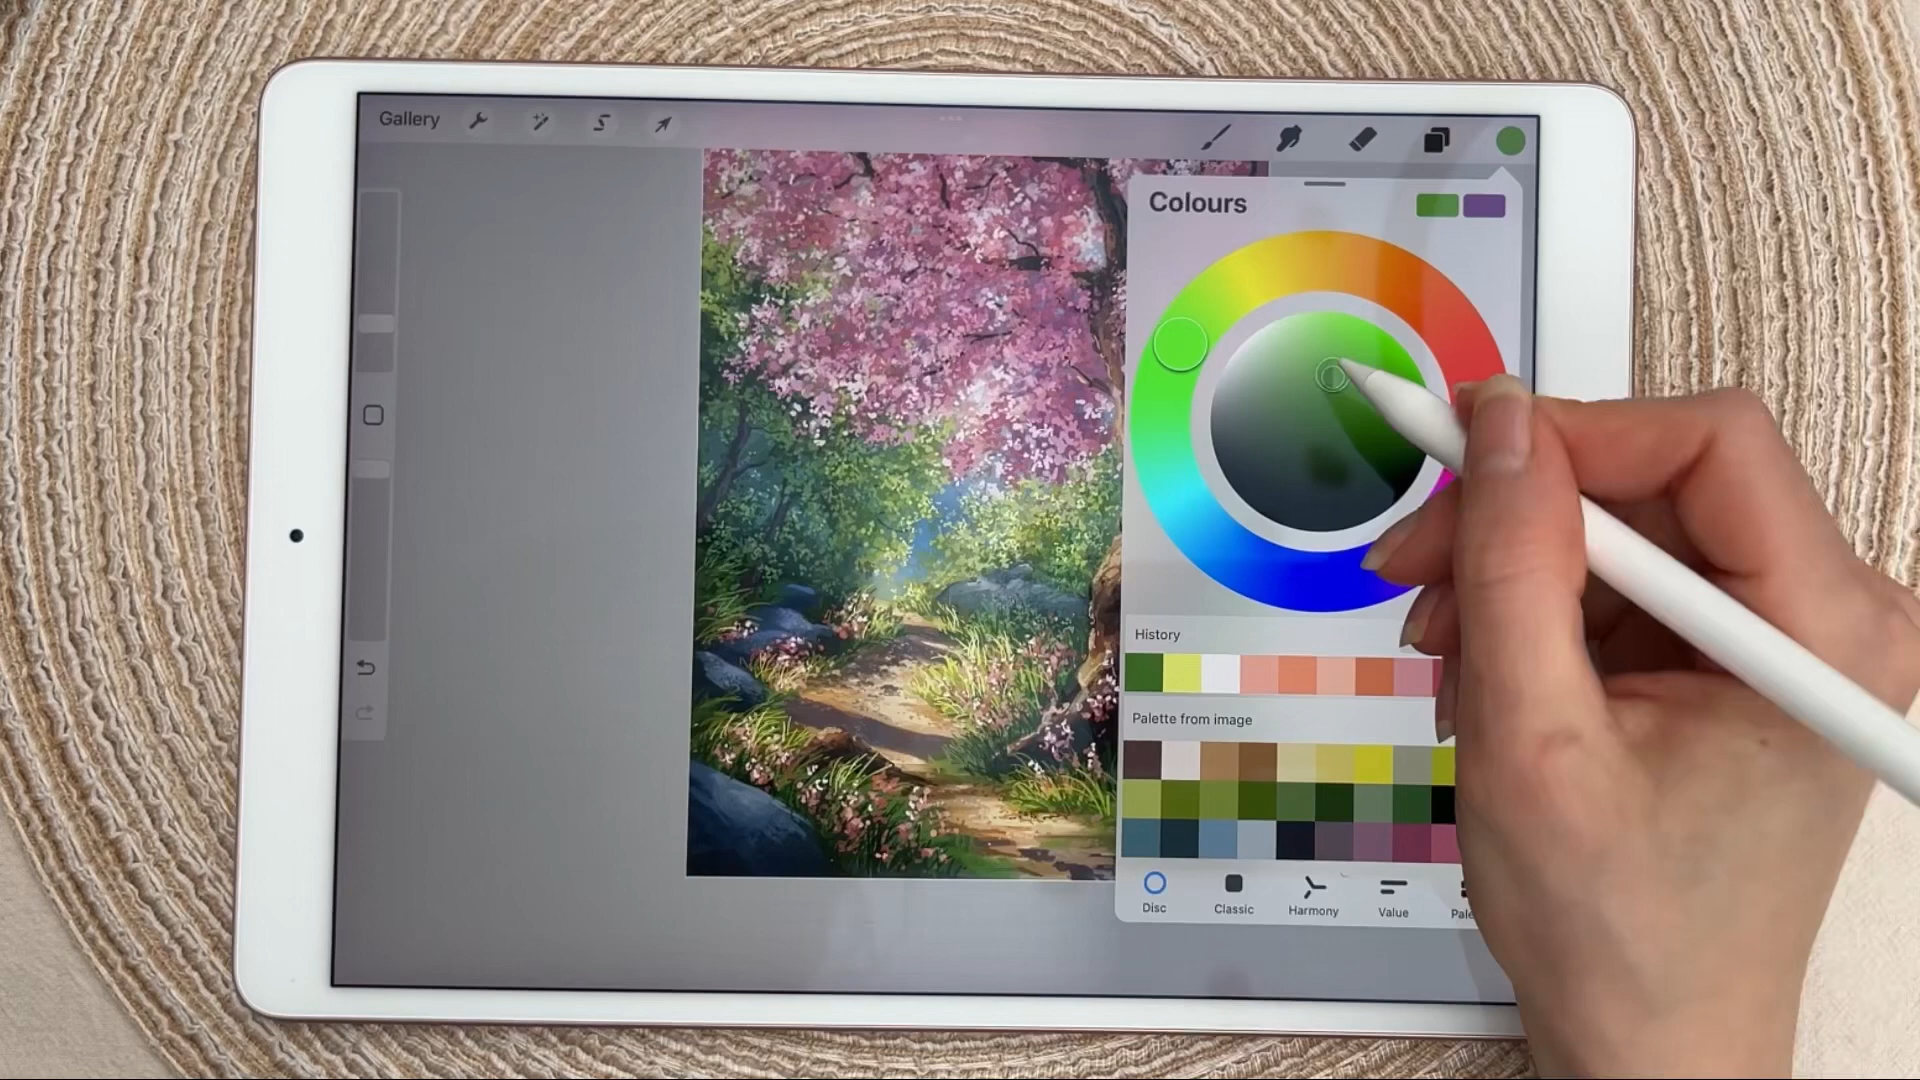 Gallery
Colours
History
Palette from image
Disc
Classic
Harmony
Value